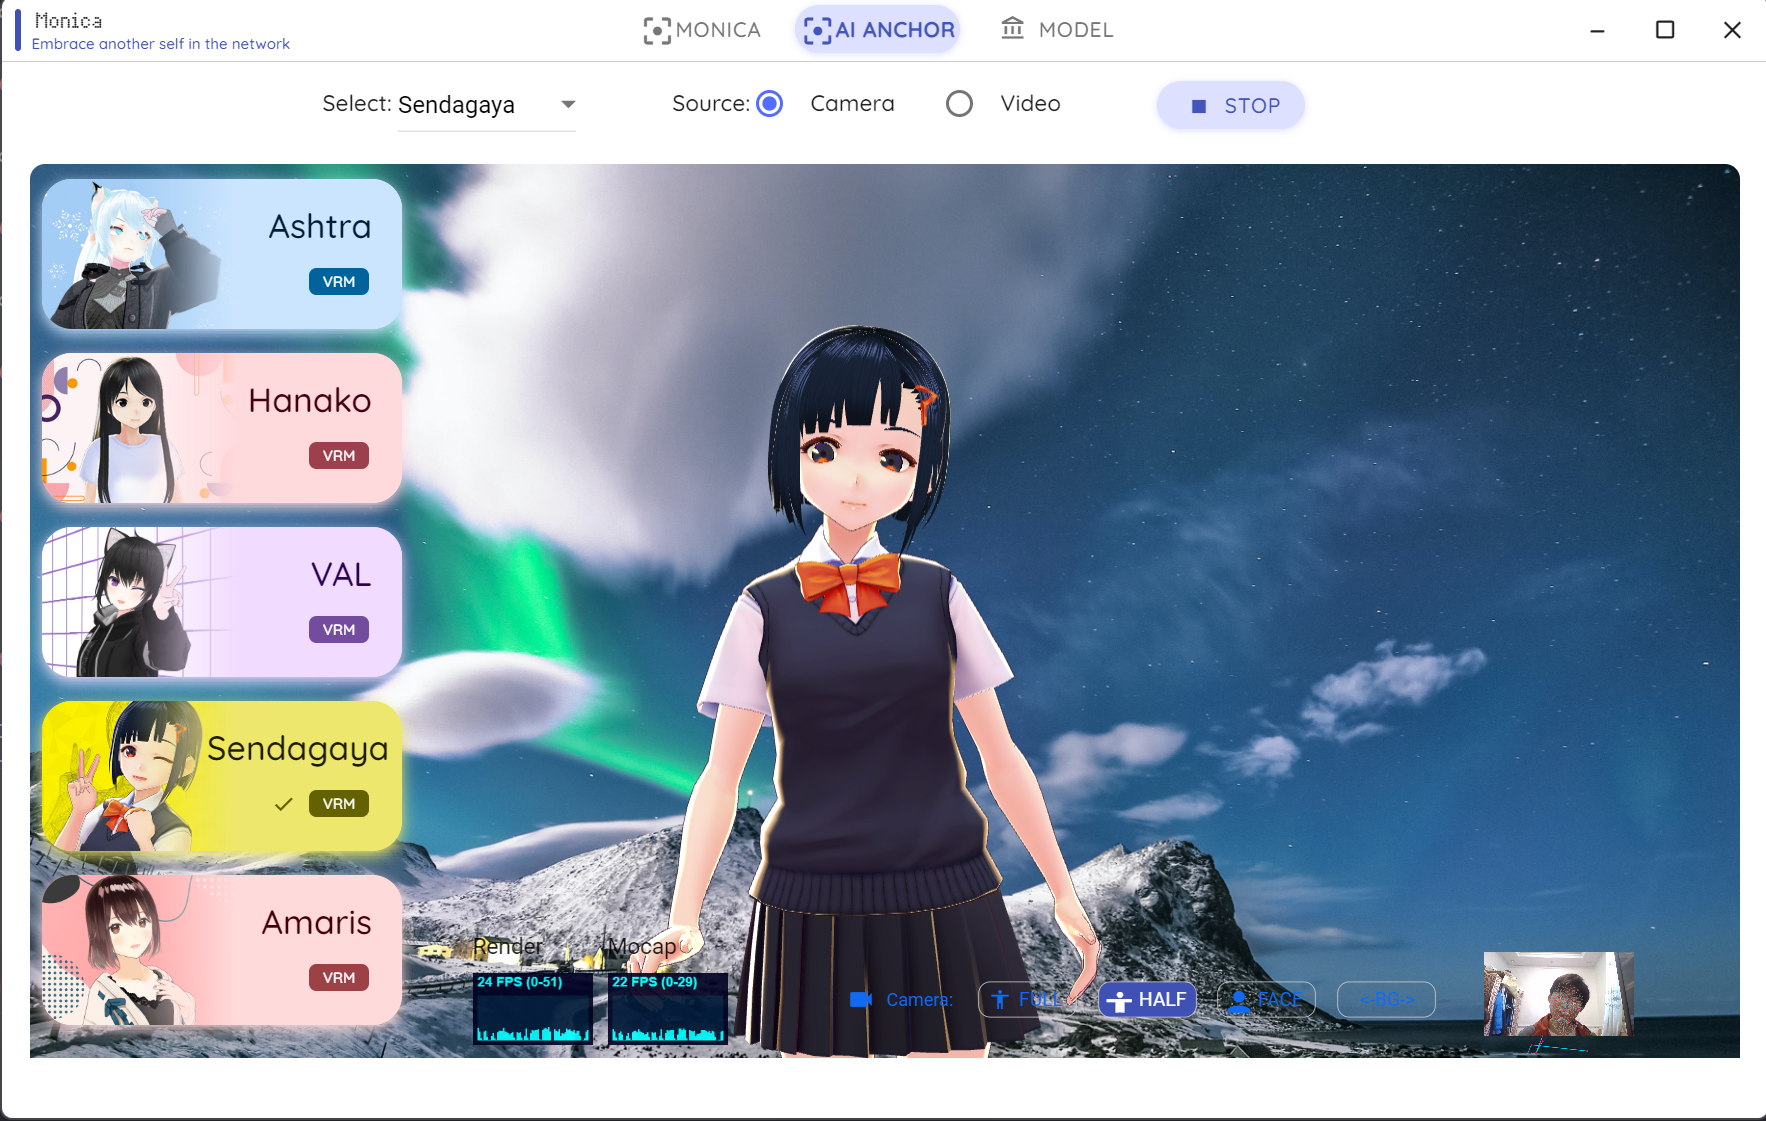 Monica
Embrace another self in the network
MONICA
AI ANCHOR
MODEL
Select: Sendagaya
Source:
Camera
Video
STOP
Ashtra
VRM
Hanako
VRM
VAL
VRM
Sendagaya
VRM
Amaris
VRM
Render
Mocap
24 FPS (0-51)
22 FPS (0-29)
Camera:
FULL
HALF
FACE
<-BG->